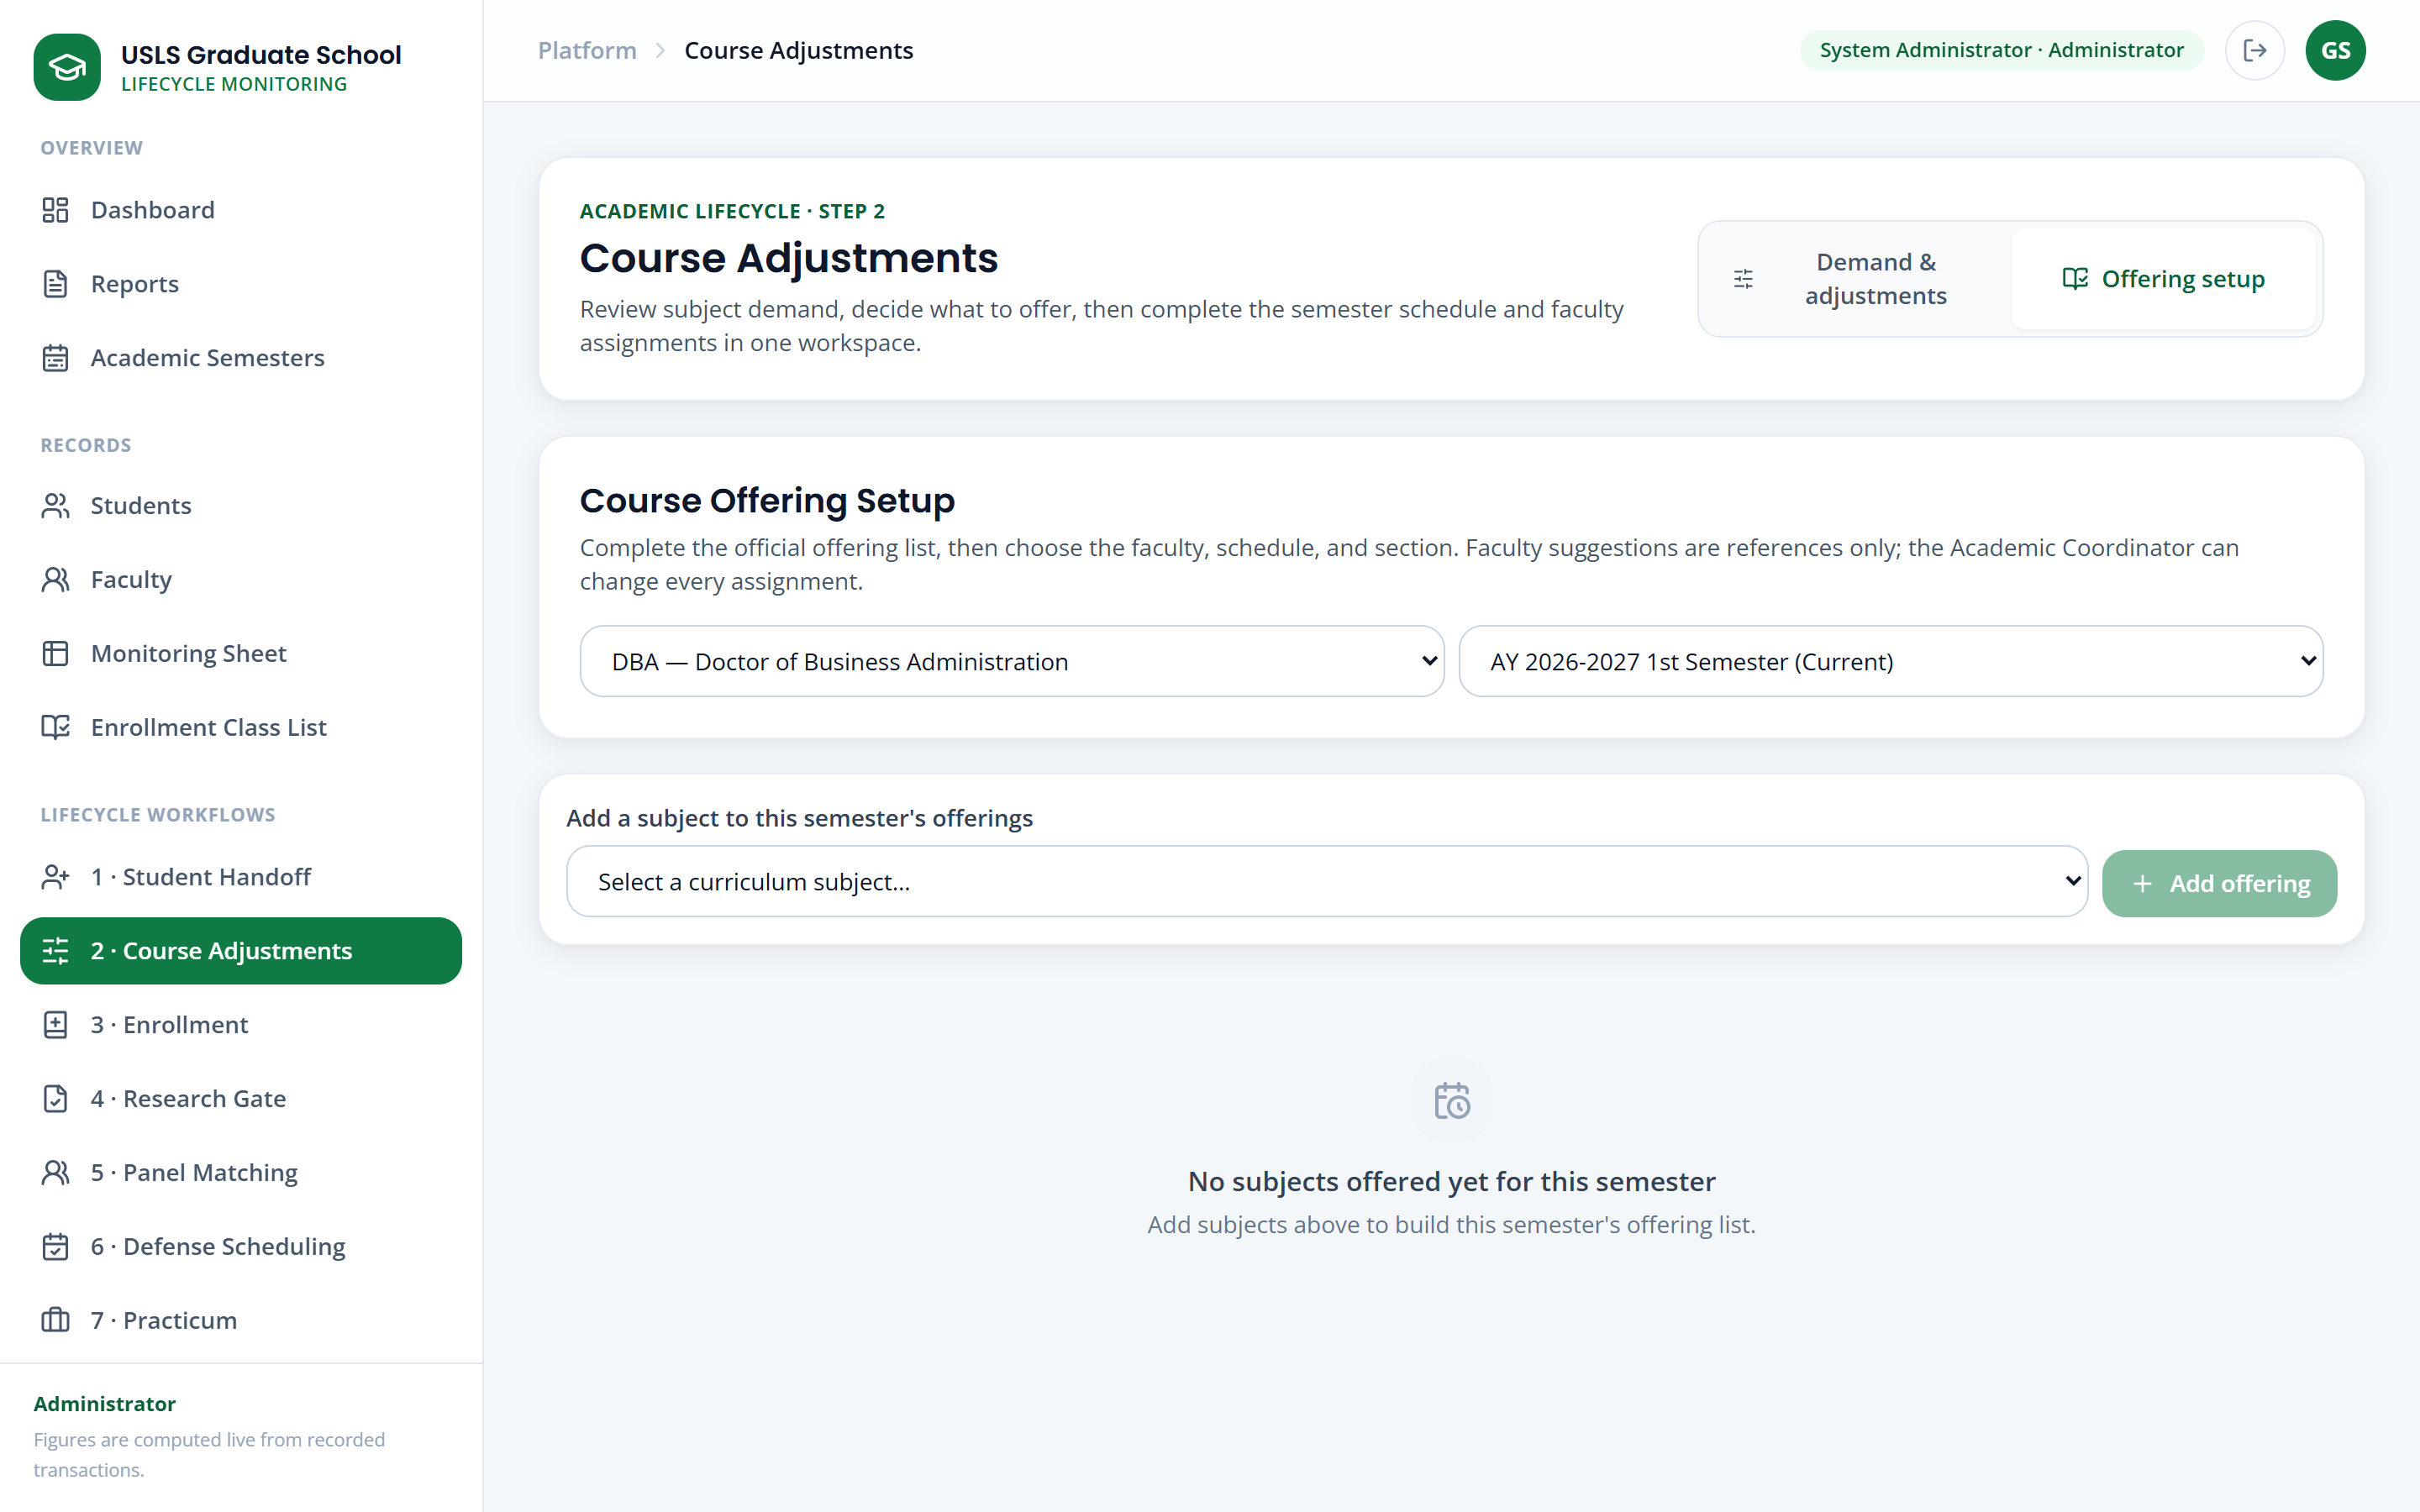 USLS Graduate School
LIFECYCLE MONITORING
OVERVIEW
Dashboard
Reports
Academic Semesters
RECORDS
Students
Faculty
Monitoring Sheet
Enrollment Class List
LIFECYCLE WORKFLOWS
1 · Student Handoff
2 · Course Adjustments
3 · Enrollment
4 · Research Gate
5 · Panel Matching
6 · Defense Scheduling
7 · Practicum
Administrator
Figures are computed live from recorded
transactions.
Platform
Course Adjustments
System Administrator · Administrator
GS
ACADEMIC LIFECYCLE · STEP 2
Course Adjustments
Review subject demand, decide what to offer, then complete the semester schedule and faculty
assignments in one workspace.
Demand &
adjustments
Offering setup
Course Offering Setup
Complete the official offering list, then choose the faculty, schedule, and section. Faculty suggestions are references only; the Academic Coordinator can
change every assignment.
DBA — Doctor of Business Administration
AY 2026-2027 1st Semester (Current)
Add a subject to this semester's offerings
Select a curriculum subject...
Add offering
No subjects offered yet for this semester
Add subjects above to build this semester's offering list.